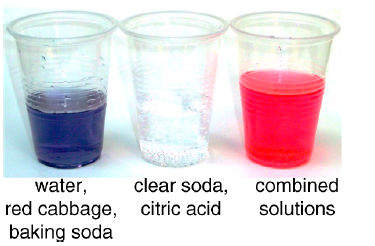 water,
red cabbage,
baking soda
clear soda,
citric acid
combined
solutions